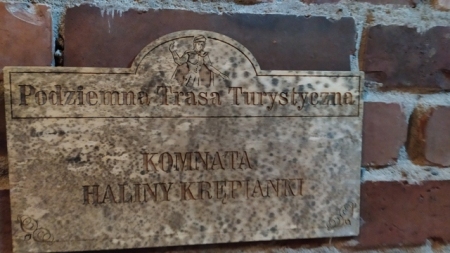 Podziemna Trasa Turystyczna
KOMNATA
HALINY KRĘPIANKI